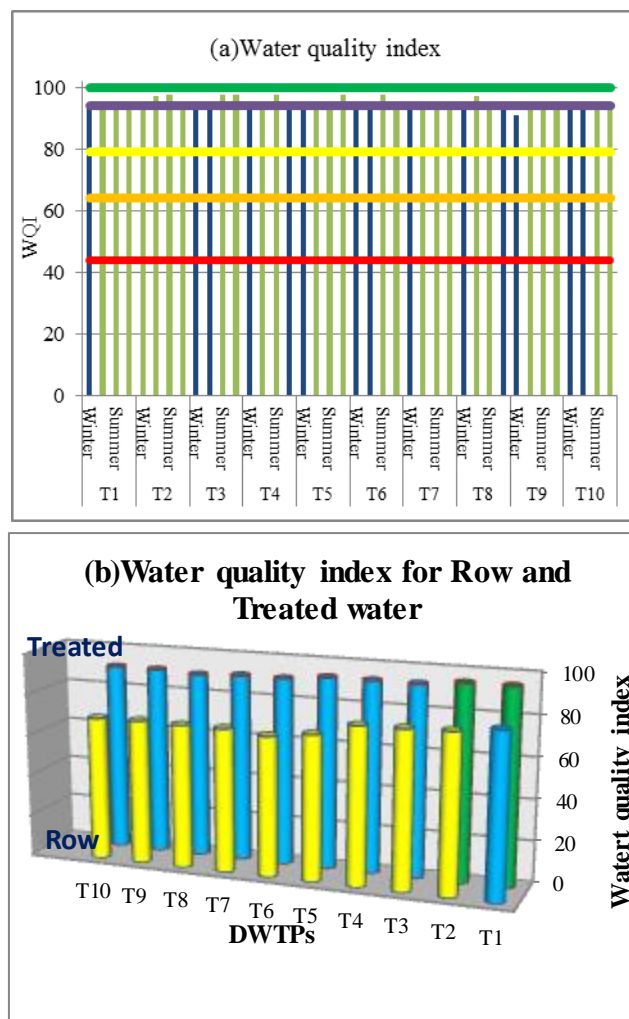 (a)Water quality index
100
80
60
40
20
0
WQI
Winter Summer Winter Summer Winter Summer Winter Summer Winter Summer Winter Summer Winter Summer Winter Summer Winter Summer Winter Summer
T1 T2 T3 T4 T5 T6 T7 T8 T9 T10
(b)Water quality index for Row and
Treated water
Treated
Row
100
80
60
40
20
0
Watert quality index
T10 T9 T8 T7 T6 T5 T4 T3 T2 T1
DWTPs